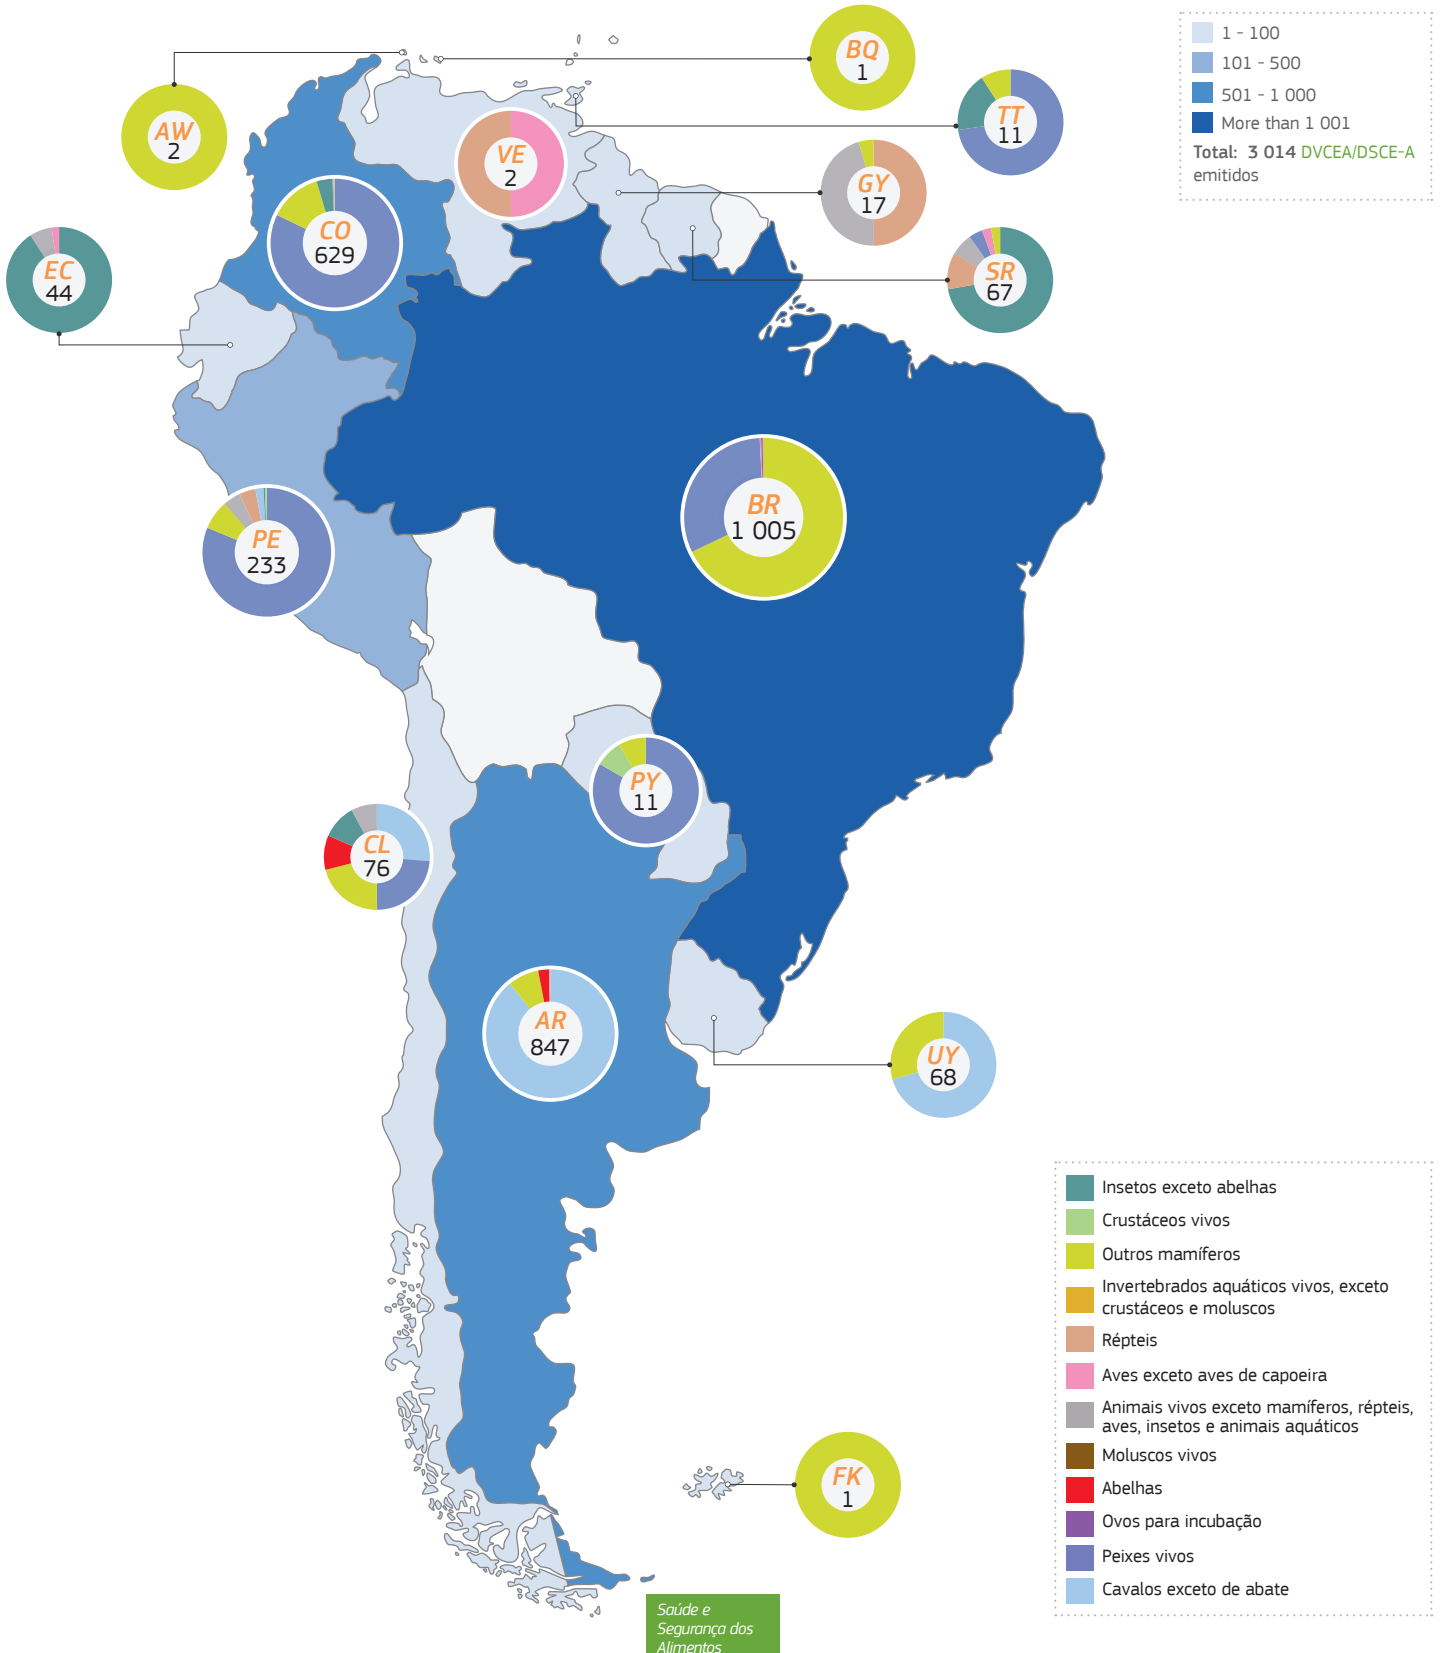 BQ
1
1 - 100
101 - 500
501 - 1 000
More than 1 001
Total: 3 014 DVCEA/DSCE-A
emitidos
AW
2
TT
11
VE
2
GY
17
CO
629
EC
44
SR
67
BR
1 005
PE
233
PY
11
CL
76
AR
847
UY
68
FK
1
Insetos exceto abelhas
Crustáceos vivos
Outros mamíferos
Invertebrados aquáticos vivos, exceto
crustáceos e moluscos
Répteis
Aves exceto aves de capoeira
Animais vivos exceto mamíferos, répteis,
aves, insetos e animais aquáticos
Moluscos vivos
Abelhas
Ovos para incubação
Peixes vivos
Cavalos exceto de abate
Saúde e
Segurança dos
Alimentos